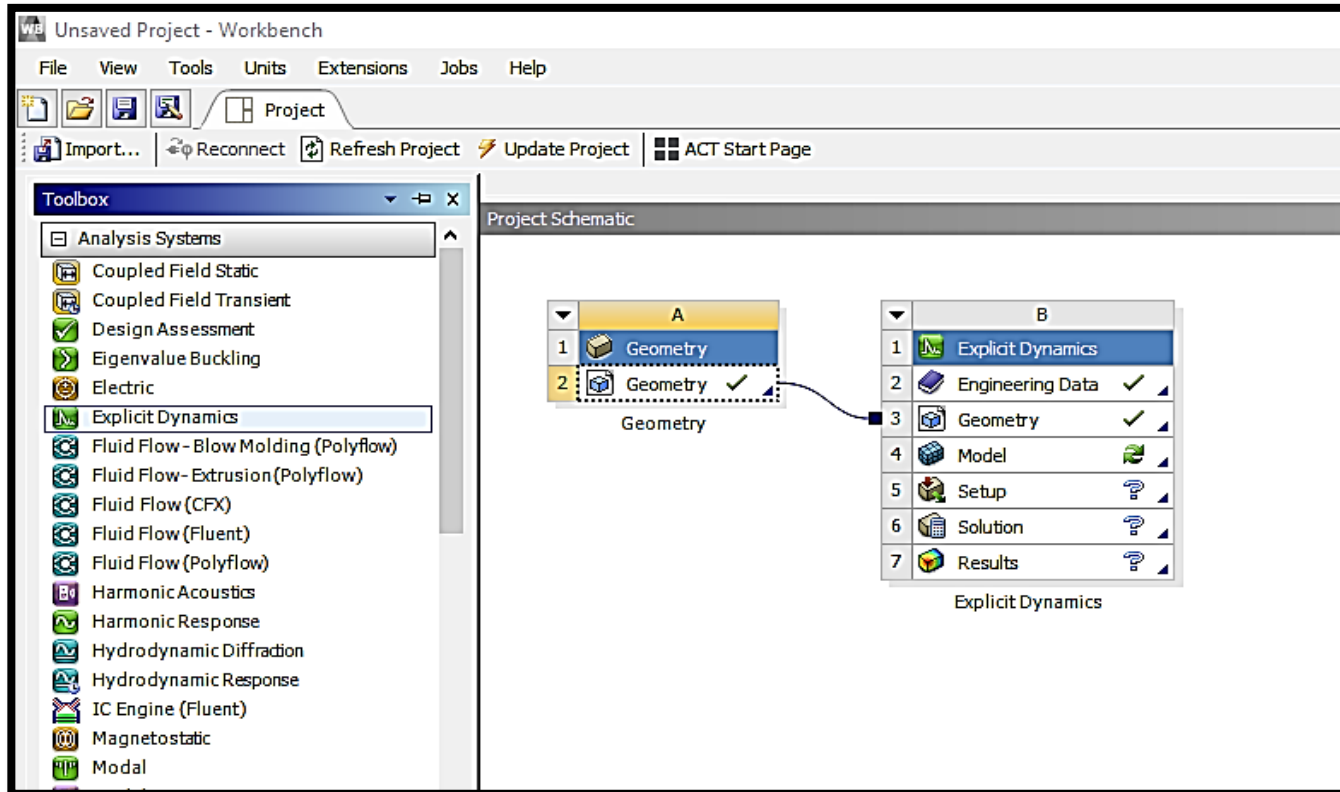 WB Unsaved Project - Workbench
File View Tools Units Extensions Jobs Help
Project
Import... Reconnect Refresh Project Update Project ACT Start Page
Toolbox
Analysis Systems
Coupled Field Static
Coupled Field Transient
Design Assessment
Eigenvalue Buckling
Electric
Explicit Dynamics
Fluid Flow - Blow Molding (Polyflow)
Fluid Flow - Extrusion (Polyflow)
Fluid Flow (CFX)
Fluid Flow (Fluent)
Fluid Flow (Polyflow)
Harmonic Acoustics
Harmonic Response
Hydrodynamic Diffraction
Hydrodynamic Response
IC Engine (Fluent)
Magnetostatic
Modal
Project Schematic
A
1 Geometry
2 Geometry
Geometry
B
1 Explicit Dynamics
2 Engineering Data
3 Geometry
4 Model
5 Setup
6 Solution
7 Results
Explicit Dynamics